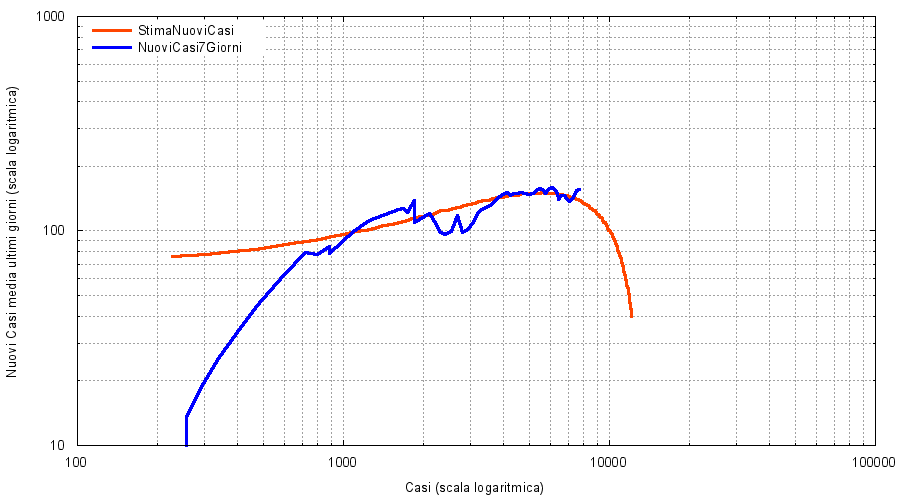 1000
StimaNuoviCasi
NuoviCasi7Giorni
Nuovi Casi media ultimi giorni (scala logaritmica)
100
10
100
1000
10000
100000
Casi (scala logaritmica)